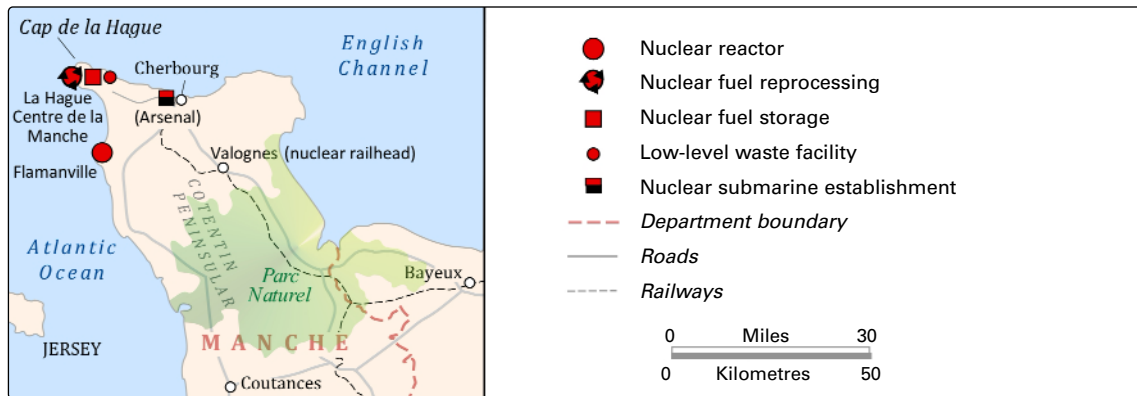 Cap de la Hague
English
Channel
Cherbourg
La Hague
Centre de la
Manche
(Arsenal)
Flamanville
Valognes (nuclear railhead)
COTENTIN
PENINSULAR
Atlantic
Ocean
Parc
Naturel
Bayeux
JERSEY
MANCHE
Coutances
Nuclear reactor
Nuclear fuel reprocessing
Nuclear fuel storage
Low-level waste facility
Nuclear submarine establishment
Department boundary
Roads
Railways
0 Miles 30
0 Kilometres 50